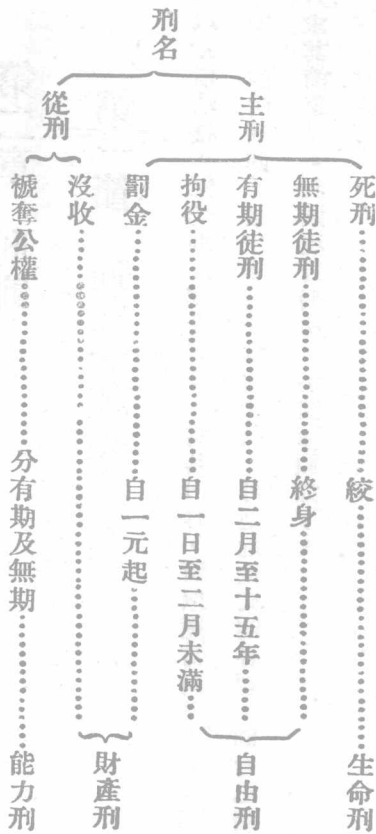 刑名
主刑
從刑
死刑 絞 生命刑
無期徒刑 終身
有期徒刑 自二月至十五年 自由刑
拘役 自一日至二月未滿
罰金 自一元起
沒收 財產刑
褫奪公權 分有期及無期 能力刑